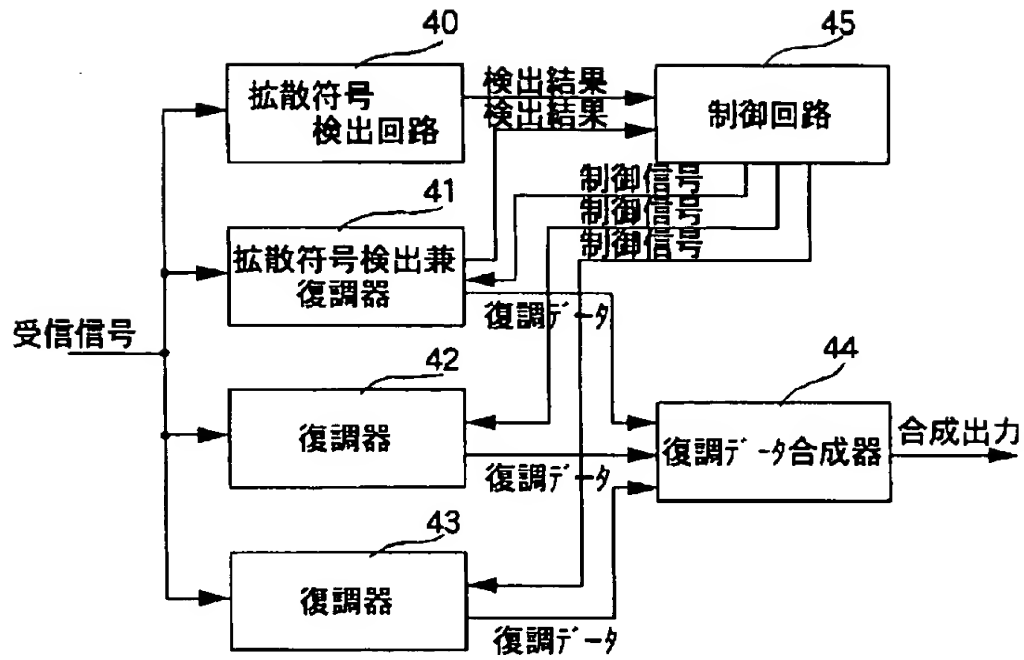 40
45
拡散符号
検出回路
検出結果
検出結果
制御回路
41
制御信号
制御信号
制御信号
拡散符号検出兼
復調器
復調データ
受信信号
42
44
復調器
復調データ合成器
合成出力
復調データ
43
復調器
復調データ